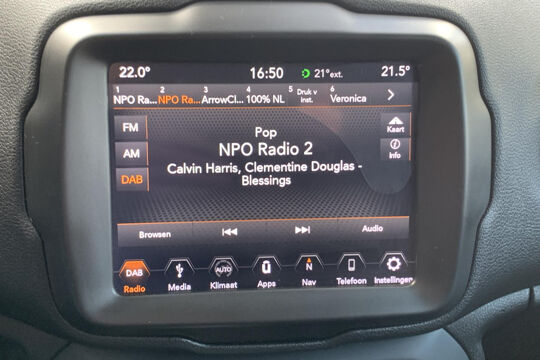 22.0° 16:50 21°ext. 21.5°
1 2 3 4 5 6
NPO Ra... NPO Ra... ArrowCl... 100% NL Druk v inst. Veronica
FM
AM
DAB
Pop
NPO Radio 2
Calvin Harris, Clementine Douglas -
Blessings
Kaart
i
Info
Browsen Audio
DAB AUTO N
Radio Media Klimaat Apps Nav Telefoon Instellingen